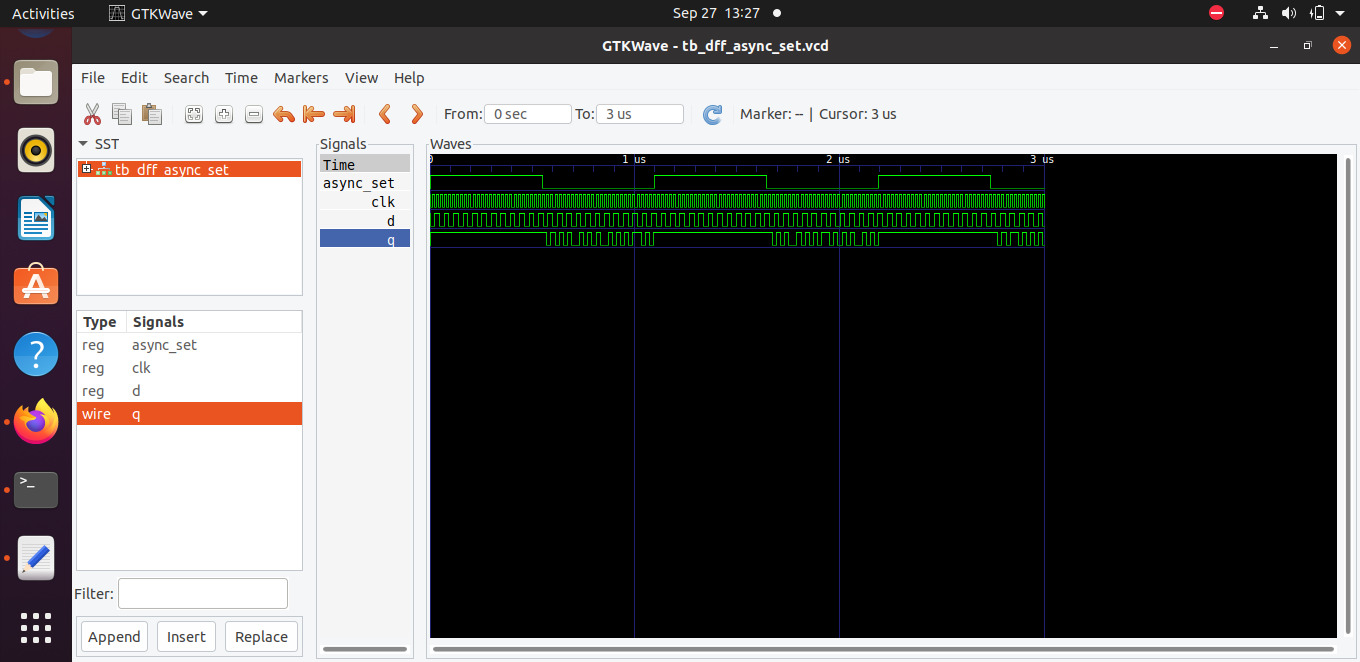 Activities GTKWave Sep 27 13:27
GTKWave - tb_dff_async_set.vcd
File Edit Search Time Markers View Help
From: 0 sec To: 3 us Marker: -- | Cursor: 3 us
SST
tb_dff_async_set
Type Signals
reg async_set
reg clk
reg d
wire q
Filter:
Append Insert Replace
Signals
Time
async_set
clk
d
q
Waves
0 1 us 2 us 3 us